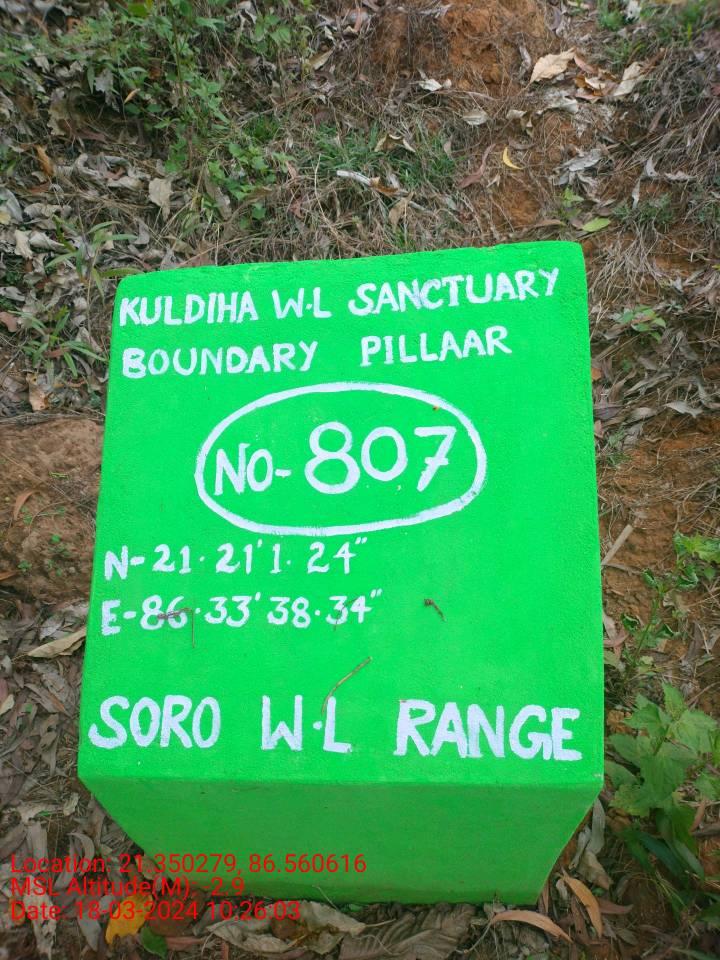 KULDIHA W.L SANCTUARY
BOUNDARY PILLAAR
NO-807
N-21.21'1.24"
E-86.33'38.34"
SORO W.L RANGE
Location: 21.350279, 86.560616
MSL Altitude(M): -2.9
Date: 18-03-2024 10:26:03